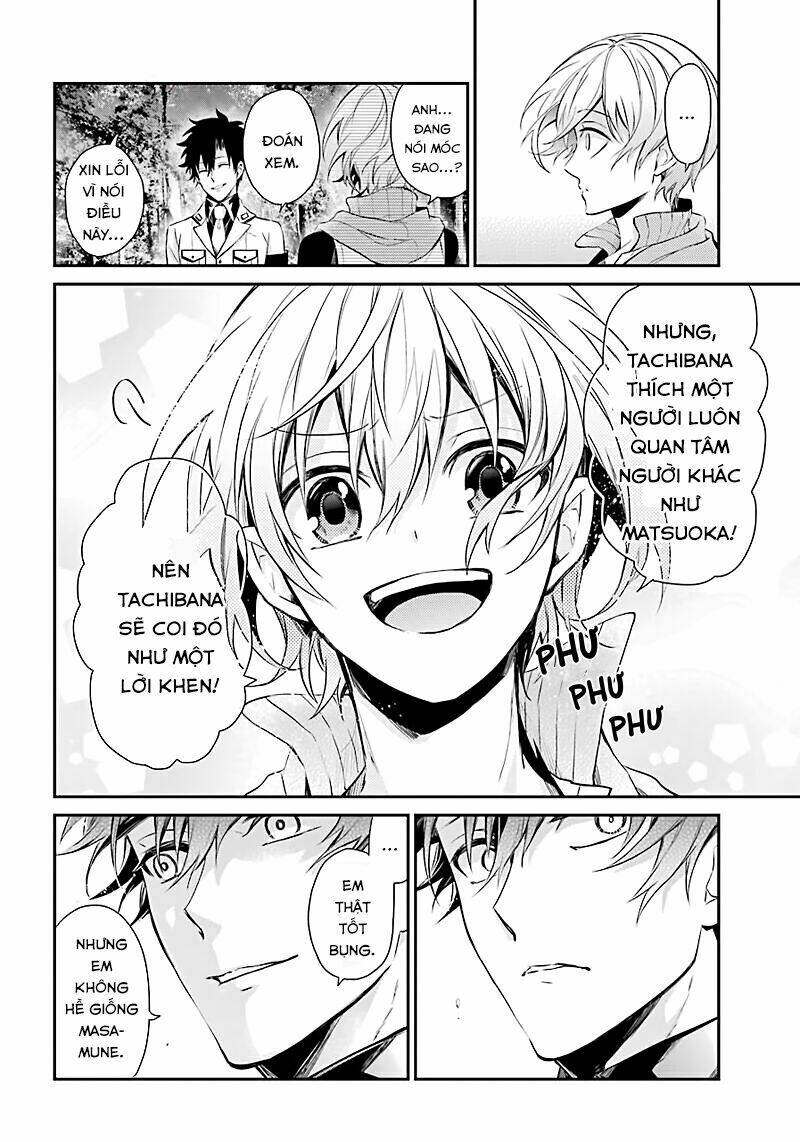 ...
ANH...
ĐANG
NÓI MÓC
SAO...?
ĐOÁN
XEM.
XIN LỖI
VÌ NÓI
ĐIỀU
NÀY...
NHƯNG,
TACHIBANA
THÍCH MỘT
NGƯỜI LUÔN
QUAN TÂM
NGƯỜI KHÁC
NHƯ
MATSUOKA!
NÊN
TACHIBANA
SẼ COI ĐÓ
NHƯ MỘT
LỜI KHEN!
PHƯ
PHƯ
PHƯ
...
EM
THẬT
TỐT
BỤNG.
NHƯNG
EM
KHÔNG
HỀ GIỐNG
MASA-
MUNE.